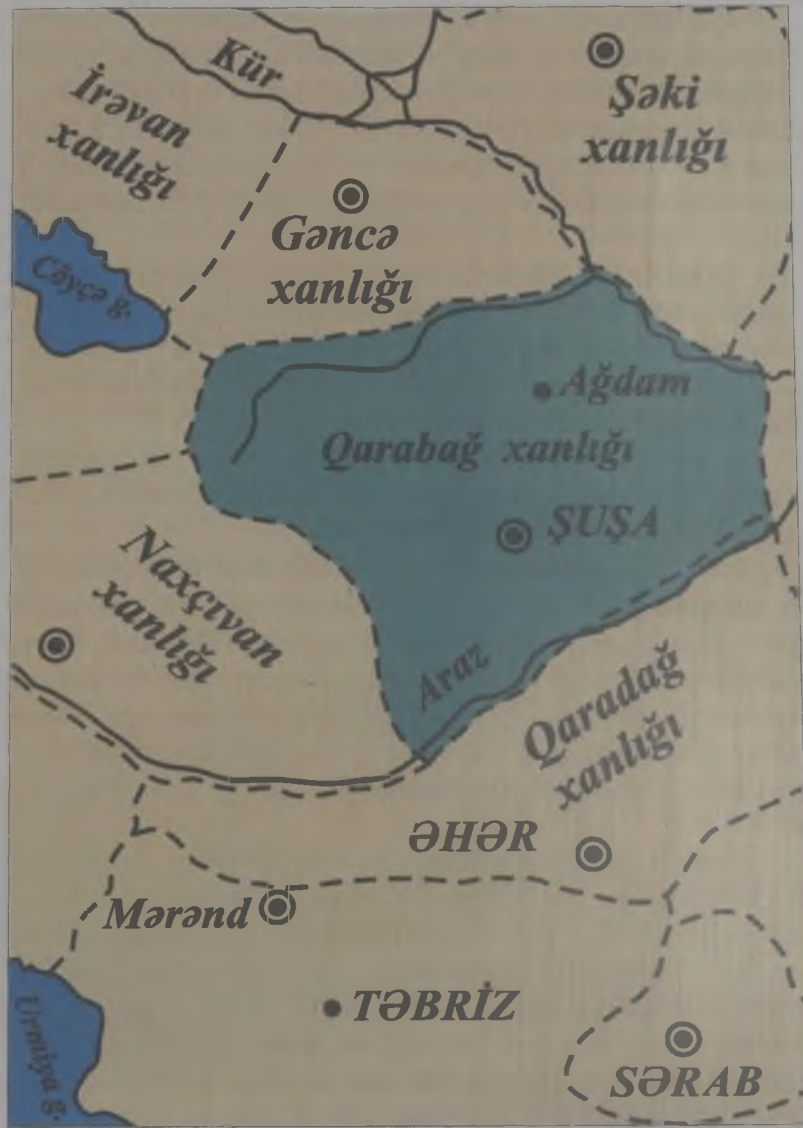 Kür
İrəvan
xanlığı
Şəki
xanlığı
Gəncə
xanlığı
Cöyçə g.
Ağdam
Qarabağ xanlığı
ŞUŞA
Naxçıvan
xanlığı
Araz
Qaradağ
xanlığı
ƏHƏR
Mərənd
TƏBRİZ
Urmiya g.
SƏRAB